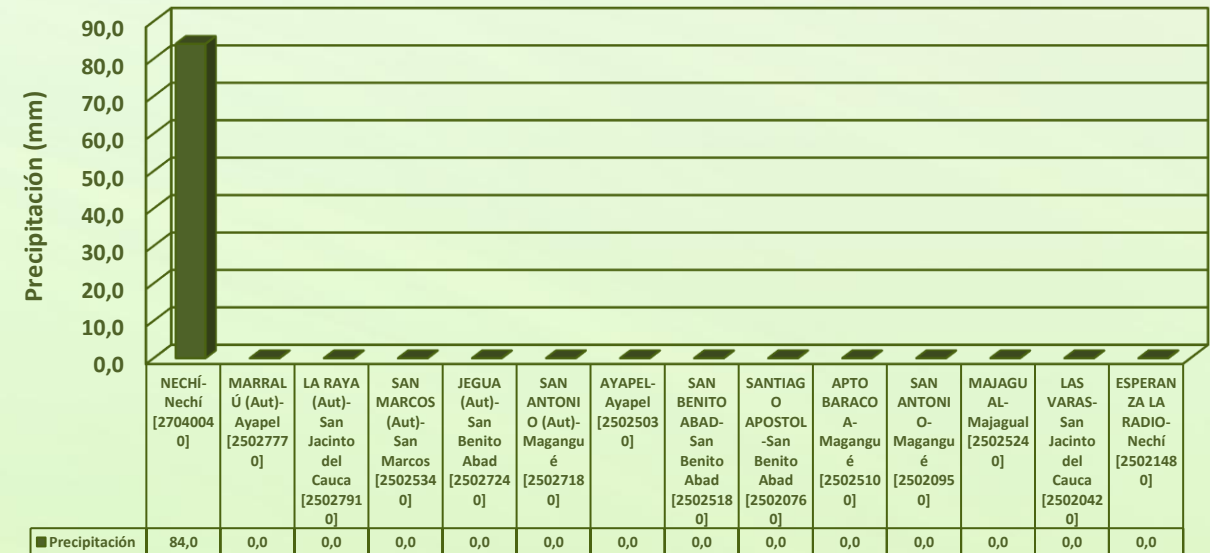 Precipitación (mm)
90,0
80,0
70,0
60,0
50,0
40,0
30,0
20,0
10,0
0,0
NECHÍ-
Nechí
[2704004
0]
MARRAL
Ú (Aut)-
Ayapel
[2502777
0]
LA RAYA
(Aut)-
San
Jacinto
del
Cauca
[2502791
0]
SAN
MARCOS
(Aut)-
San
Marcos
[2502534
0]
JEGUA
(Aut)-
San
Benito
Abad
[2502724
0]
SAN
ANTONI
O (Aut)-
Magangu
é
[2502718
0]
AYAPEL-
Ayapel
[2502503
0]
SAN
BENITO
ABAD-
San
Benito
Abad
[2502518
0]
SANTIAG
O
APOSTOL
-San
Benito
Abad
[2502076
0]
APTO
BARACO
A-
Magangu
é
[2502510
0]
SAN
ANTONI
O-
Magangu
é
[2502095
0]
MAJAGU
AL-
Majagual
[2502524
0]
LAS
VARAS-
San
Jacinto
del
Cauca
[2502042
0]
ESPERAN
ZA LA
RADIO-
Nechí
[2502148
0]
Precipitación 84,0 0,0 0,0 0,0 0,0 0,0 0,0 0,0 0,0 0,0 0,0 0,0 0,0 0,0